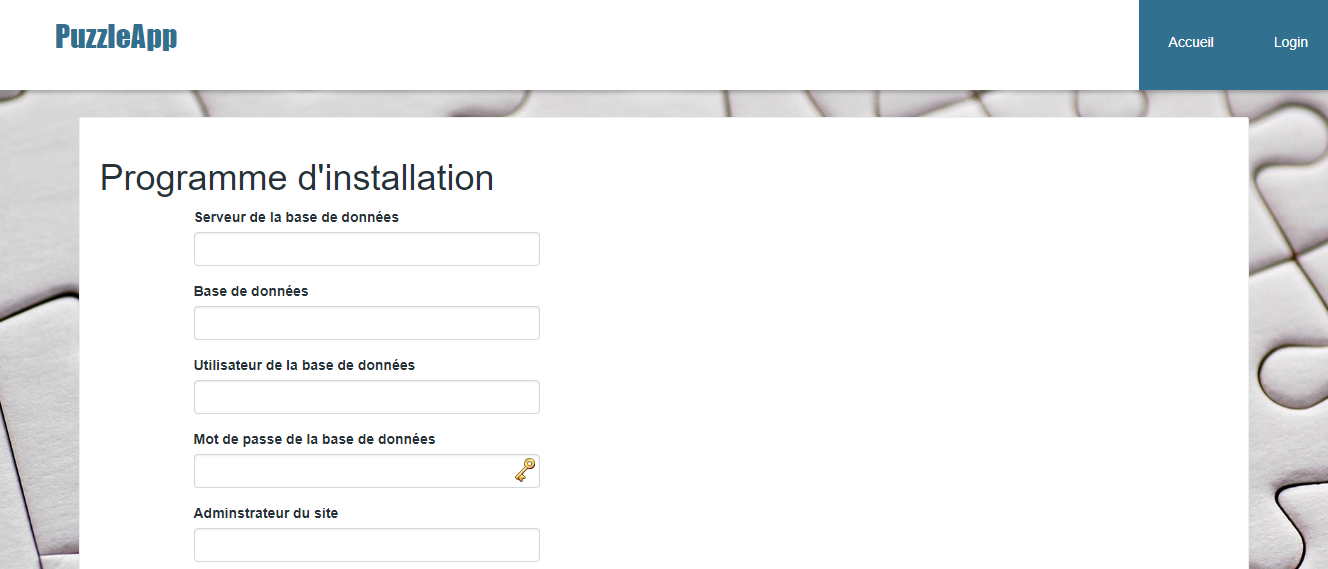 PuzzleApp
Accueil Login
Programme d'installation
Serveur de la base de données
Base de données
Utilisateur de la base de données
Mot de passe de la base de données
Adminstrateur du site